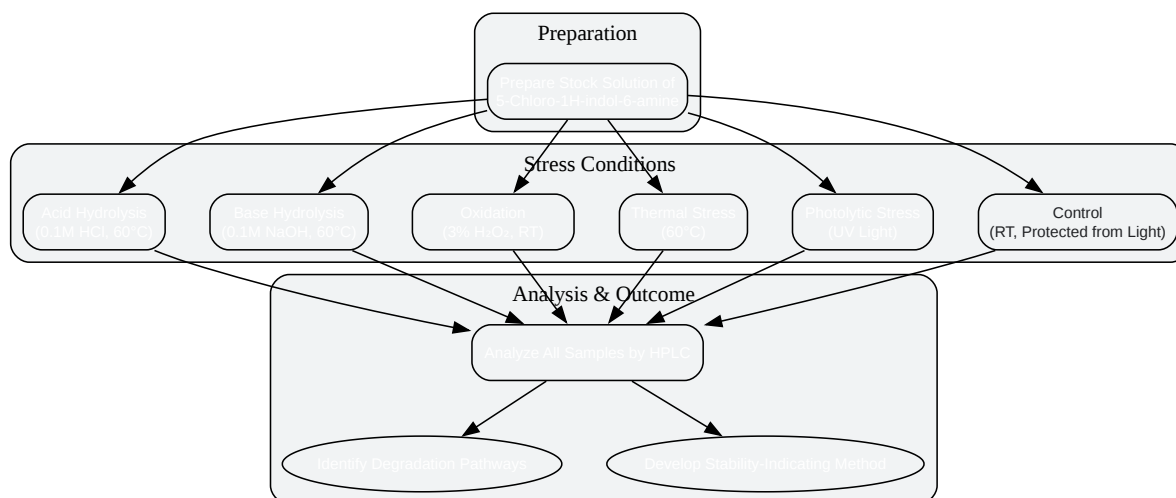 Preparation
Prepare Stock Solution of
5-Chloro-1H-indol-6-amine
Stress Conditions
Acid Hydrolysis
(0.1M HCl, 60°C)
Base Hydrolysis
(0.1M NaOH, 60°C)
Oxidation
(3% H₂O₂, RT)
Thermal Stress
(60°C)
Photolytic Stress
(UV Light)
Control
(RT, Protected from Light)
Analysis & Outcome
Analyze All Samples by HPLC
Identify Degradation Pathways
Develop Stability-Indicating Method